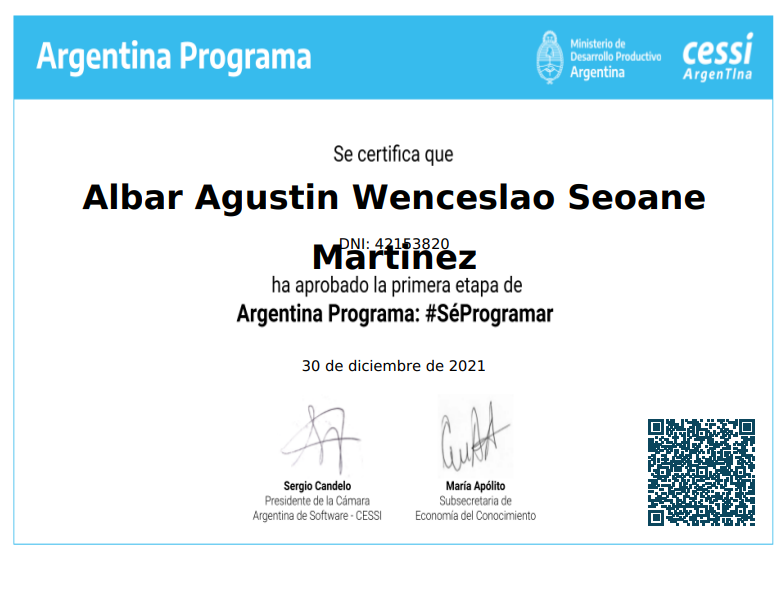 Argentina Programa
Ministerio de
Desarrollo Productivo
Argentina
cessi
ArgenTIna
Se certifica que
Albar Agustin Wenceslao Seoane
DNI: 42153820
Martinez
ha aprobado la primera etapa de
Argentina Programa: #SéProgramar
30 de diciembre de 2021
Sergio Candelo
Presidente de la Cámara
Argentina de Software - CESSI
María Apólito
Subsecretaria de
Economía del Conocimiento